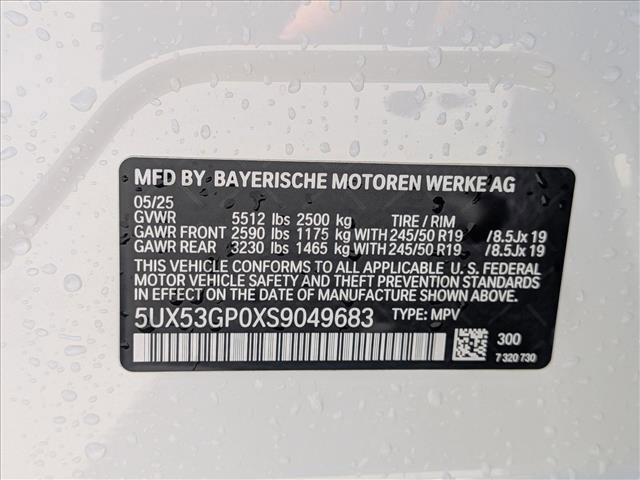 MFD BY BAYERISCHE MOTOREN WERKE AG
05/25
GVWR 5512 lbs 2500 kg TIRE / RIM
GAWR FRONT 2590 lbs 1175 kg WITH 245/50 R19 /8.5Jx 19
GAWR REAR 3230 lbs 1465 kg WITH 245/50 R19 /8.5Jx 19
THIS VEHICLE CONFORMS TO ALL APPLICABLE U. S. FEDERAL
MOTOR VEHICLE SAFETY AND THEFT PREVENTION STANDARDS
IN EFFECT ON THE DATE OF MANUFACTURE SHOWN ABOVE.
5UX53GP0XS9049683 TYPE: MPV
300
7 320 730